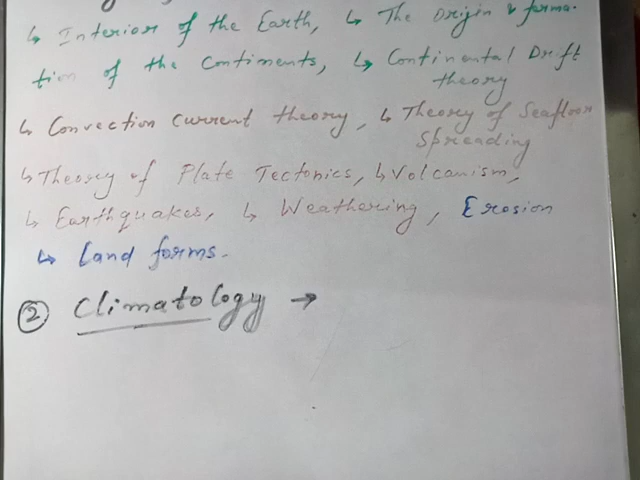 ↳ Interior of the Earth, ↳ The Origin & forma-
tion of the Continents, ↳ Continental Drift
theory
↳ Convection Current theory, ↳ Theory of Seafloor
Spreading
↳ Theory of Plate Tectonics, ↳ Volcanism,
↳ Earthquakes, ↳ Weathering, Erosion
↳ Land forms.
② Climatology →